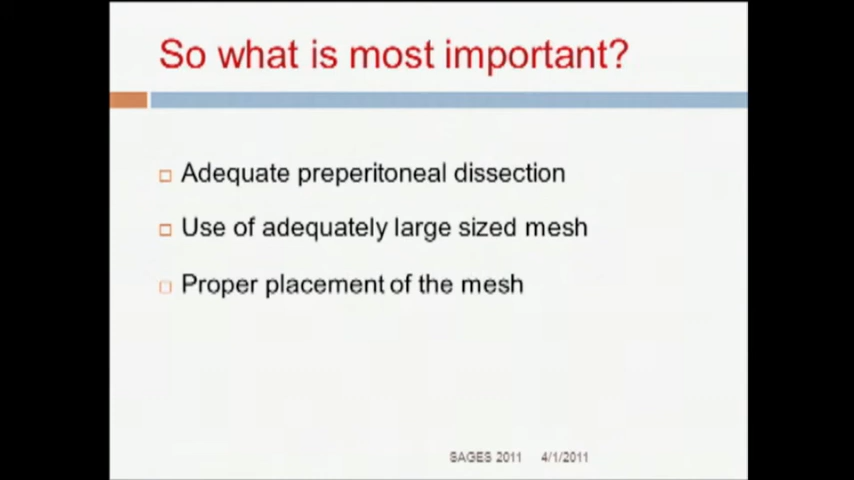 So what is most important?
Adequate preperitoneal dissection
Use of adequately large sized mesh
Proper placement of the mesh
SAGES 2011 4/1/2011